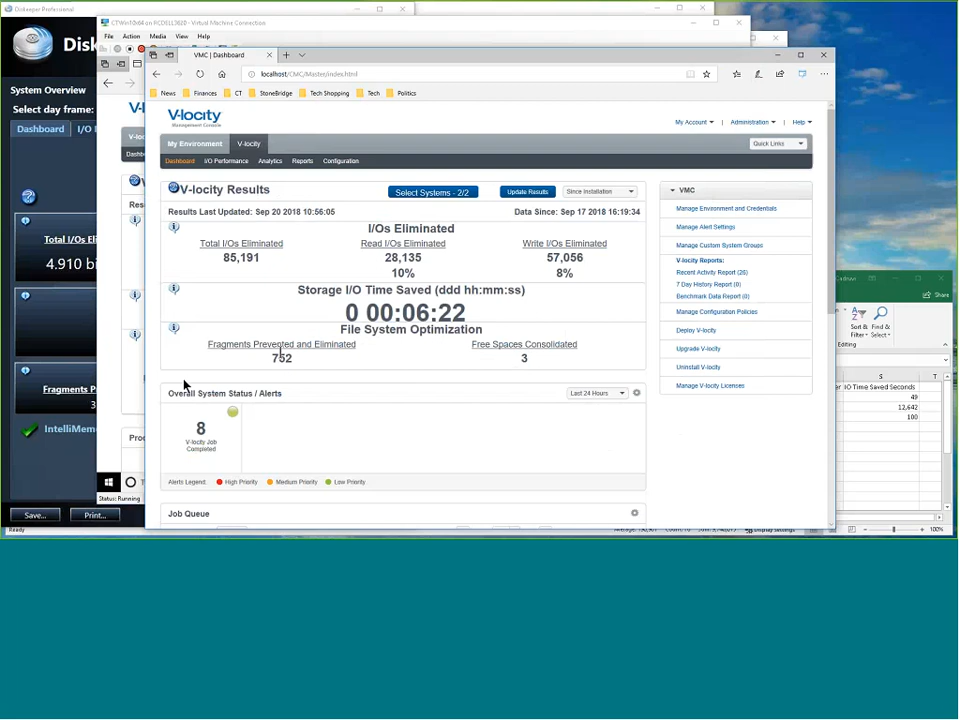 Diskeeper Professional
CTWin10x64 on RCDELL7810 - Virtual Machine Connection
File Action Media View Help
VMC | Dashboard
localhost/CMC/Master/index.html
News Finances CT StoneBridge Tech Shopping Tech Politics
System Overview
Select day frame:
Dashboard
V-locity
Management Console
My Account | Administration | Help
My Environment V-locity
Quick Links
Dashboard I/O Performance Analytics Reports Configuration
V-locity Results
Select Systems - 2/2
Update Results
Since Installation
Results Last Updated: Sep 20 2018 10:56:05
Data Since: Sep 17 2018 16:19:34
I/Os Eliminated
Total I/Os Eliminated Read I/Os Eliminated Write I/Os Eliminated
85,191 28,135 57,056
10% 8%
Storage I/O Time Saved (ddd hh:mm:ss)
0 00:06:22
File System Optimization
Fragments Prevented and Eliminated Free Spaces Consolidated
752 3
Overall System Status / Alerts
Last 24 Hours
8
V-locity Job
Completed
Alerts Legend: High Priority Medium Priority Low Priority
Job Queue
VMC
Manage Environment and Credentials
Manage Alert Settings
Manage Custom System Groups
V-locity Reports:
Recent Activity Report (26)
7 Day History Report (0)
Benchmark Data Report (0)
Manage Configuration Policies
Deploy V-locity
Upgrade V-locity
Uninstall V-locity
Manage V-locity Licenses
4.910
Status: Running
Save... Print...
Ready
Share
Sort & Find &
Filter Select
Editing
S T
IO Time Saved Seconds
49
12,642
100
Display Settings
100%